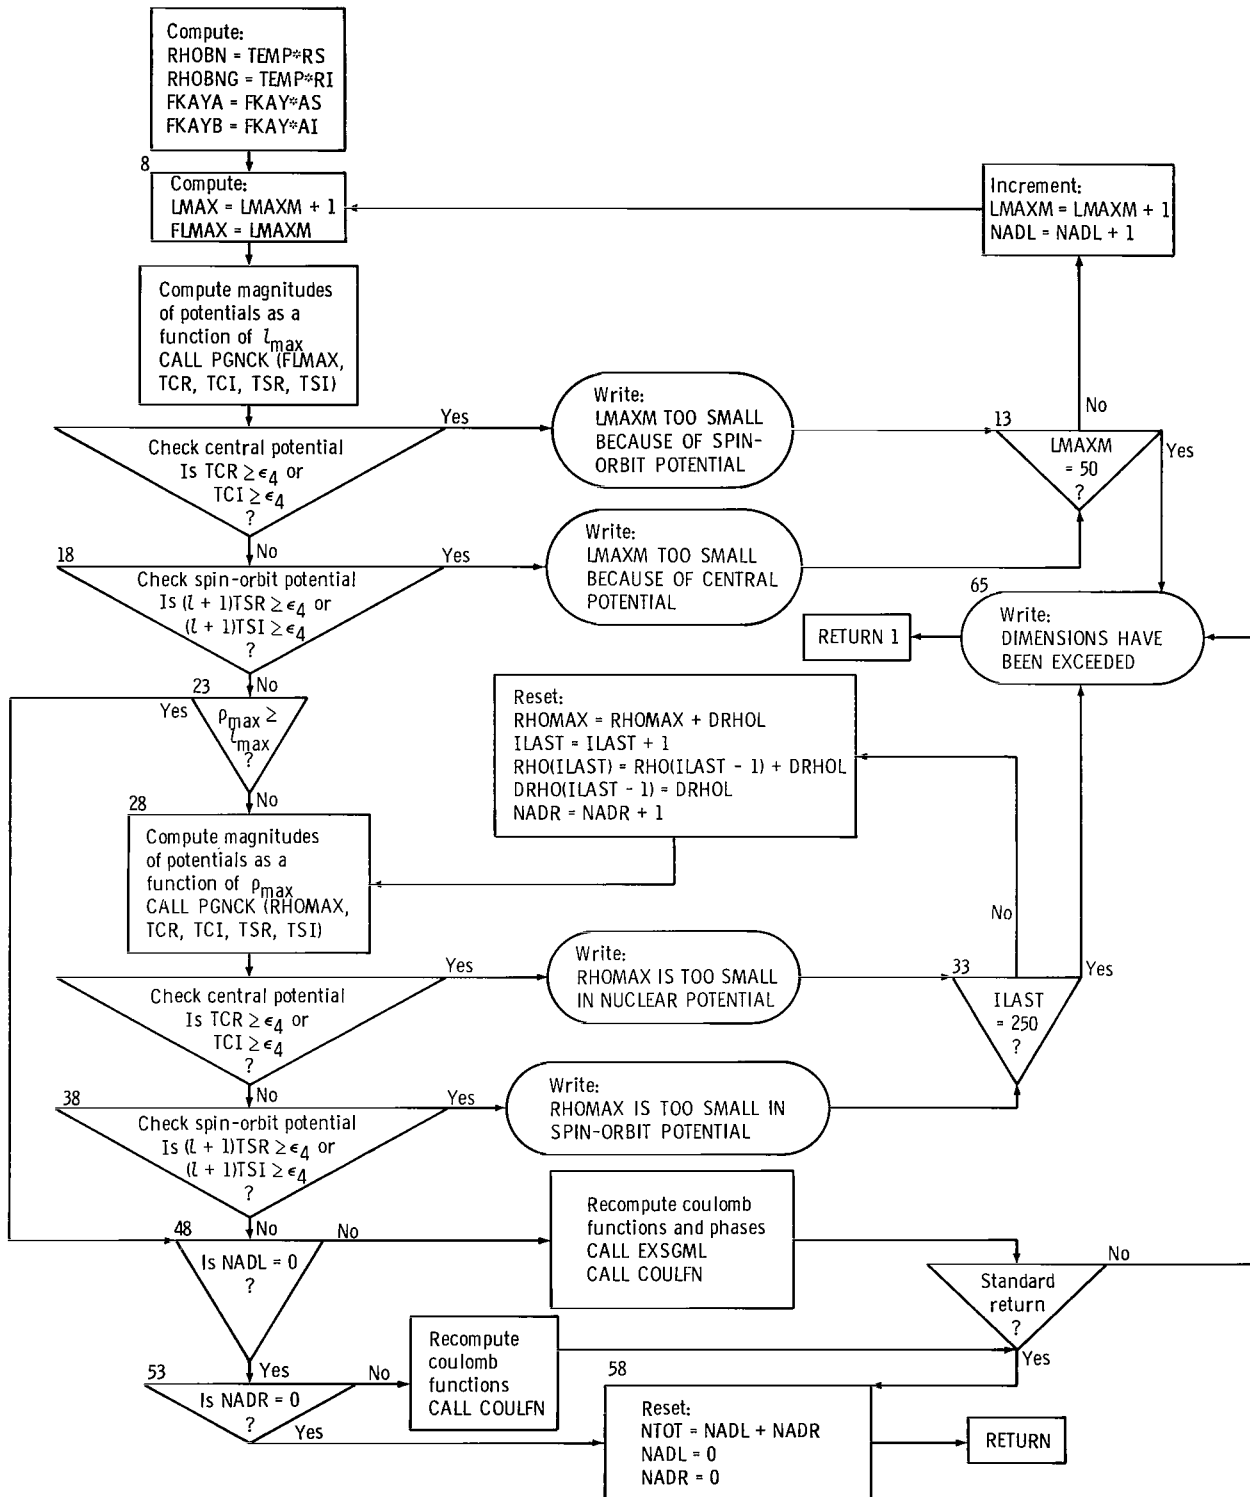 Compute:
RHOBN = TEMP*RS
RHOBNG = TEMP*RI
FKAYA = FKAY*AS
FKAYB = FKAY*AI
8
Compute:
LMAX = LMAXM + 1
FLMAX = LMAXM
Increment:
LMAXM = LMAXM + 1
NADL = NADL + 1
Compute magnitudes
of potentials as a
function of lmax
CALL PGNCK (FLMAX,
TCR, TCI, TSR, TSI)
Yes
Check central potential
Is TCR ≥ ϵ4 or
TCI ≥ ϵ4
?
No
Write:
LMAXM TOO SMALL
BECAUSE OF SPIN-
ORBIT POTENTIAL
13
No
LMAXM
= 50
?
Yes
18
Yes
Check spin-orbit potential
Is (l + 1)TSR ≥ ϵ4 or
(l + 1)TSI ≥ ϵ4
?
No
Write:
LMAXM TOO SMALL
BECAUSE OF CENTRAL
POTENTIAL
65
Write:
DIMENSIONS HAVE
BEEN EXCEEDED
RETURN 1
23
Yes
ρmax ≥
lmax
?
No
Reset:
RHOMAX = RHOMAX + DRHOL
ILAST = ILAST + 1
RHO(ILAST) = RHO(ILAST - 1) + DRHOL
DRHO(ILAST - 1) = DRHOL
NADR = NADR + 1
28
Compute magnitudes
of potentials as a
function of ρmax
CALL PGNCK (RHOMAX,
TCR, TCI, TSR, TSI)
Yes
Check central potential
Is TCR ≥ ϵ4 or
TCI ≥ ϵ4
?
No
Write:
RHOMAX IS TOO SMALL
IN NUCLEAR POTENTIAL
No
33
Yes
ILAST
= 250
?
38
Yes
Check spin-orbit potential
Is (l + 1)TSR ≥ ϵ4 or
(l + 1)TSI ≥ ϵ4
?
No
Write:
RHOMAX IS TOO SMALL IN
SPIN-ORBIT POTENTIAL
48
No
Is NADL = 0
?
Yes
Recompute coulomb
functions and phases
CALL EXSGML
CALL COULFN
No
Standard
return
?
Yes
53
No
Is NADR = 0
?
Yes
Recompute
coulomb
functions
CALL COULFN
58
Reset:
NTOT = NADL + NADR
NADL = 0
NADR = 0
RETURN